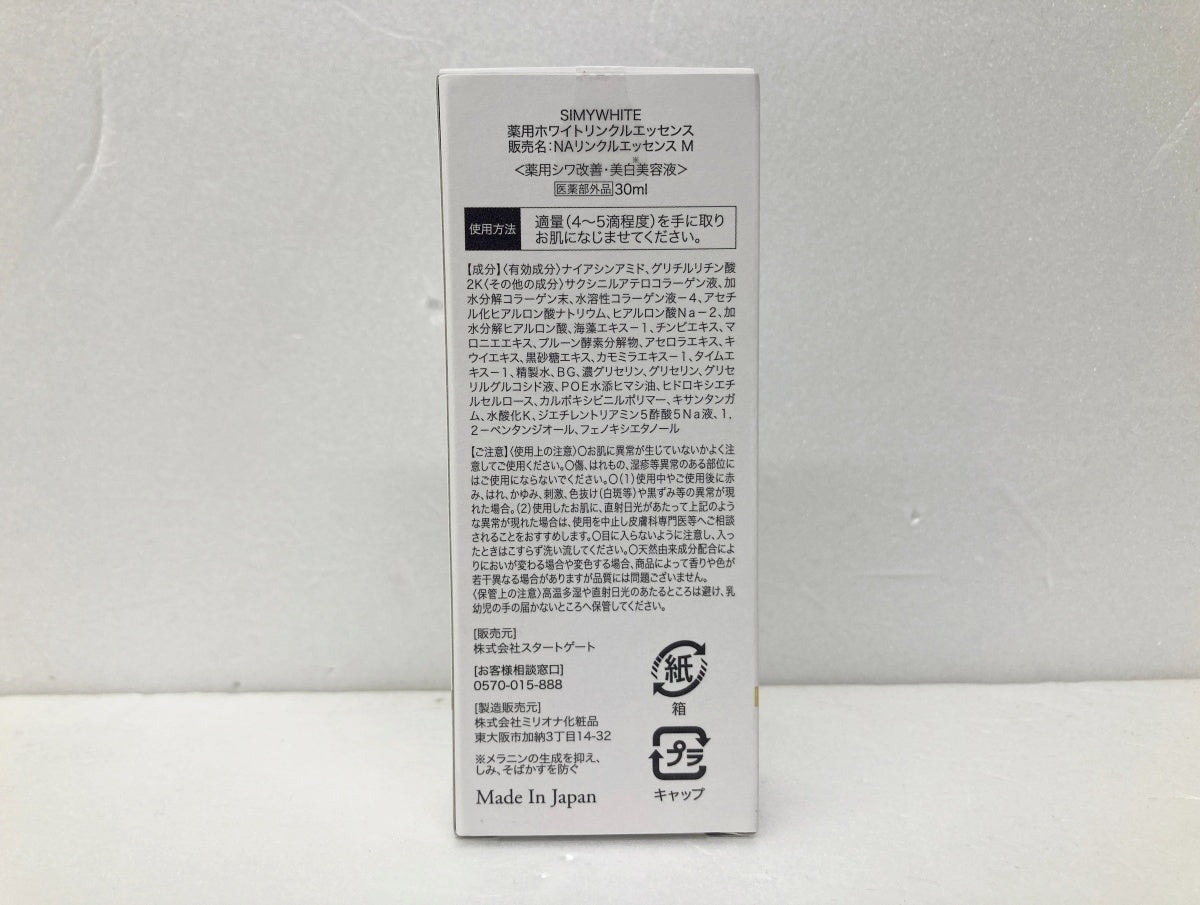 SIMYWHITE
薬用ホワイトリンクルエッセンス
販売名：NAリンクルエッセンス M
※
＜薬用シワ改善・美白美容液＞
医薬部外品 30ml
使用方法
適量（4〜5滴程度）を手に取り
お肌になじませてください。
【成分】〈有効成分〉ナイアシンアミド、グリチルリチン酸
2K〈その他の成分〉サクシニルアテロコラーゲン液、加
水分解コラーゲン末、水溶性コラーゲン液－4、アセチ
ル化ヒアルロン酸ナトリウム、ヒアルロン酸Ｎａ－2、加
水分解ヒアルロン酸、海藻エキス－1、チンピエキス、マ
ロニエエキス、プルーン酵素分解物、アセロラエキス、キ
ウイエキス、黒砂糖エキス、カモミラエキス－1、タイムエ
キス－1、精製水、ＢＧ、濃グリセリン、グリセリン、グリセ
リルグルコシド液、ＰＯＥ水添ヒマシ油、ヒドロキシエチ
ルセルロース、カルボキシビニルポリマー、キサンタンガ
ム、水酸化Ｋ、ジエチレントリアミン５酢酸５Ｎａ液、１，
２－ペンタンジオール、フェノキシエタノール
【ご注意】〈使用上の注意〉〇お肌に異常が生じていないかよく注
意してご使用ください。〇傷、はれもの、湿疹等異常のある部位に
はご使用にならないでください。〇（１）使用中やご使用後に赤
み、はれ、かゆみ、刺激、色抜け（白斑等）や黒ずみ等の異常が現
れた場合。（２）使用したお肌に、直射日光があたって上記のよう
な異常が現れた場合は、使用を中止し皮膚科専門医等へご相談
されることをおすすめします。〇目に入らないように注意し、入っ
たときはこすらず洗い流してください。〇天然由来成分配合によ
りにおいが変わる場合や変色する場合、商品によって香りや色が
若干異なる場合がありますが品質には問題ございません。
〈保管上の注意〉高温多湿や直射日光のあたるところは避け、乳
幼児の手の届かないところへ保管してください。
[販売元]
株式会社スタートゲート
[お客様相談窓口]
0570-015-888
[製造販売元]
株式会社ミリオナ化粧品
東大阪市加納3丁目14-32
※メラニンの生成を抑え、
しみ、そばかすを防ぐ
Made In Japan
紙
箱
プラ
キャップ